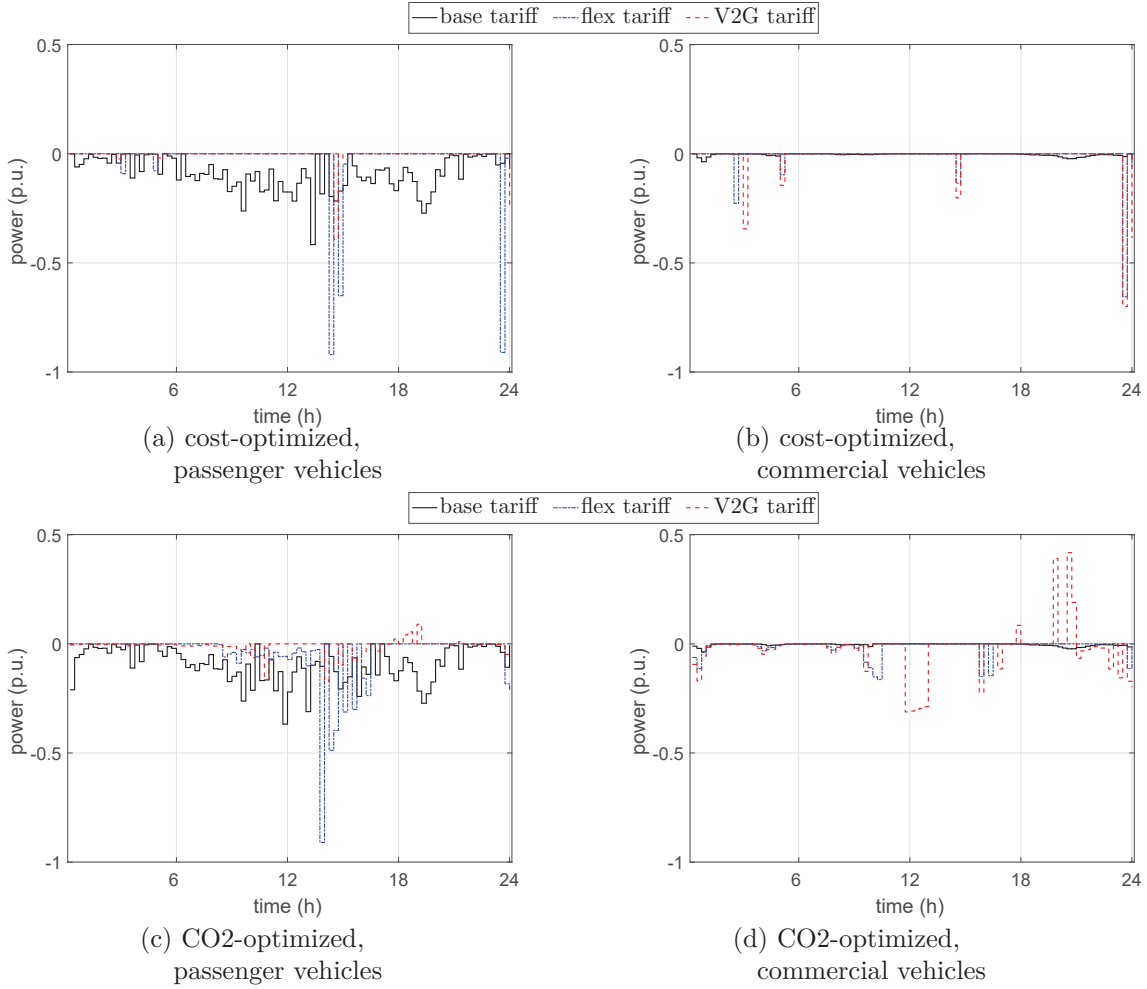 base tariff flex tariff V2G tariff
0.5
0
-0.5
-1
power (p.u.)
6 12 18 24
time (h)
(a) cost-optimized,
passenger vehicles
0.5
0
-0.5
-1
power (p.u.)
6 12 18 24
time (h)
(b) cost-optimized,
commercial vehicles
base tariff flex tariff V2G tariff
0.5
0
-0.5
-1
power (p.u.)
6 12 18 24
time (h)
(c) CO2-optimized,
passenger vehicles
0.5
0
-0.5
-1
power (p.u.)
6 12 18 24
time (h)
(d) CO2-optimized,
commercial vehicles